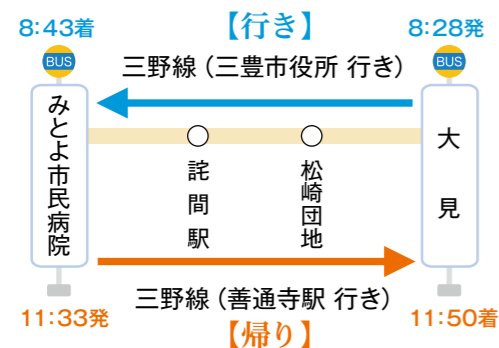 【行き】
8:43着
8:28発
BUS
BUS
三野線（三豊市役所 行き）
みとよ市民病院
詫間駅
松崎団地
大見
三野線（善通寺駅 行き）
11:33発
11:50着
【帰り】